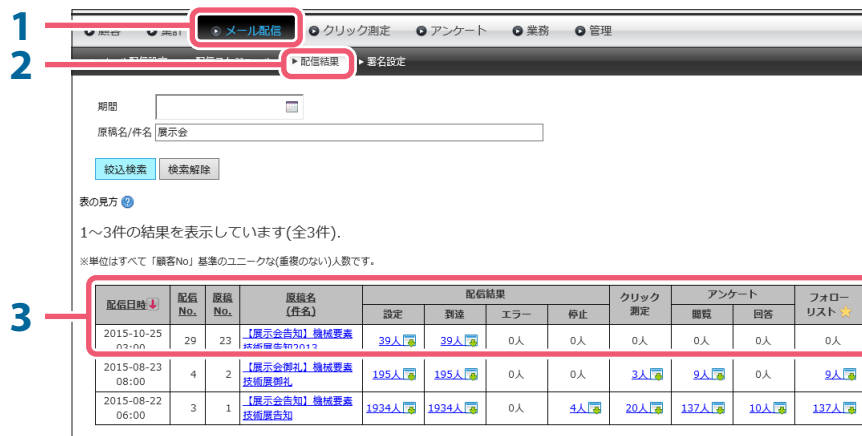 1
顧客 集計 メール配信 クリック測定 アンケート 業務 管理
2
配信結果 署名設定
期間
原稿名/件名 展示会
絞込検索 検索解除
表の見方
1～3件の結果を表示しています(全3件).
※単位はすべて「顧客No」基準のユニークな(重複のない)人数です。
3
配信日時 配信No. 原稿No. 原稿名(件名) 配信結果 クリック測定 アンケート フォローリスト
設定 到達 エラー 停止 閲覧 回答
2015-10-25 03:00 29 23 【展示会告知】機械要素技術展告知2013 39人 39人 0人 0人 0人 0人 0人 0人
2015-08-23 08:00 4 2 【展示会御礼】機械要素技術展御礼 195人 195人 0人 0人 3人 9人 0人 9人
2015-08-22 06:00 3 1 【展示会告知】機械要素技術展告知 1934人 1934人 0人 4人 20人 137人 10人 137人